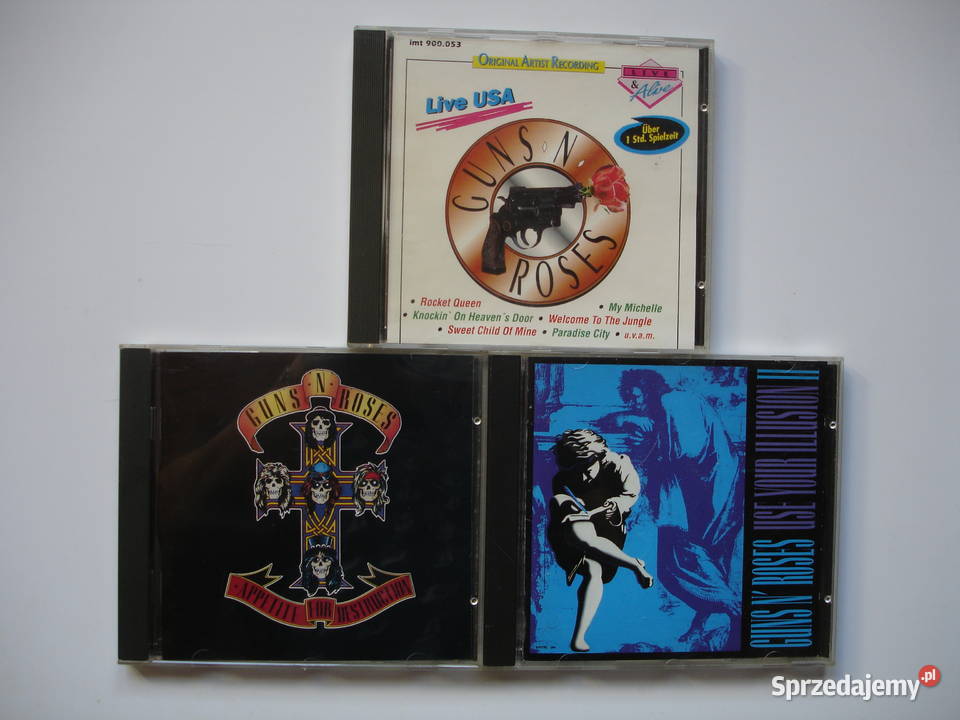 imt 900.053
ORIGINAL ARTIST RECORDING
LIVE
& Alive
Live USA
Über
1 Std. Spielzeit
GUNS • N •
ROSES
• Rocket Queen
• My Michelle
• Knockin` On Heaven´s Door • Welcome To The Jungle
• Sweet Child Of Mine • Paradise City • u.v.a.m.
GUNS • N • ROSES
• APPETITE FOR DESTRUCTION
GUNS N' ROSES USE YOUR ILLUSION II
Sprzedajemy.pl